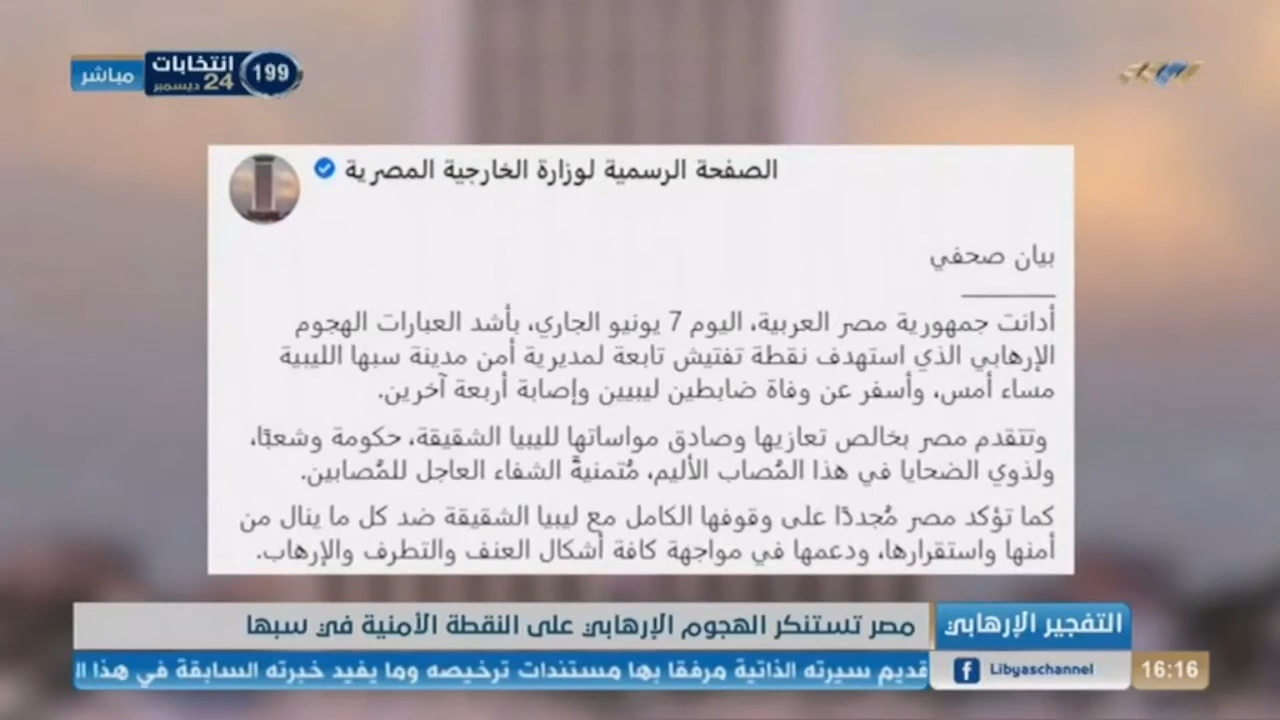 مباشر
انتخابات
24 ديسمبر
199
الصفحة الرسمية لوزارة الخارجية المصرية
بيان صحفي
أدانت جمهورية مصر العربية، اليوم 7 يونيو الجاري، بأشد العبارات الهجوم
الإرهابي الذي استهدف نقطة تفتيش تابعة لمديرية أمن مدينة سبها الليبية
مساء أمس، وأسفر عن وفاة ضابطين ليبيين وإصابة أربعة آخرين.
وتتقدم مصر بخالص تعازيها وصادق مواساتها لليبيا الشقيقة، حكومة وشعبًا،
ولذوي الضحايا في هذا المُصاب الأليم، مُتمنيةً الشفاء العاجل للمُصابين.
كما تؤكد مصر مُجددًا على وقوفها الكامل مع ليبيا الشقيقة ضد كل ما ينال من
أمنها واستقرارها، ودعمها في مواجهة كافة أشكال العنف والتطرف والإرهاب.
التفجير الإرهابي
مصر تستنكر الهجوم الإرهابي على النقطة الأمنية في سبها
قديم سيرته الذاتية مرفقا بها مستندات ترخيصه وما يفيد خبرته السابقة في هذا ال
Libyaschannel
16:16